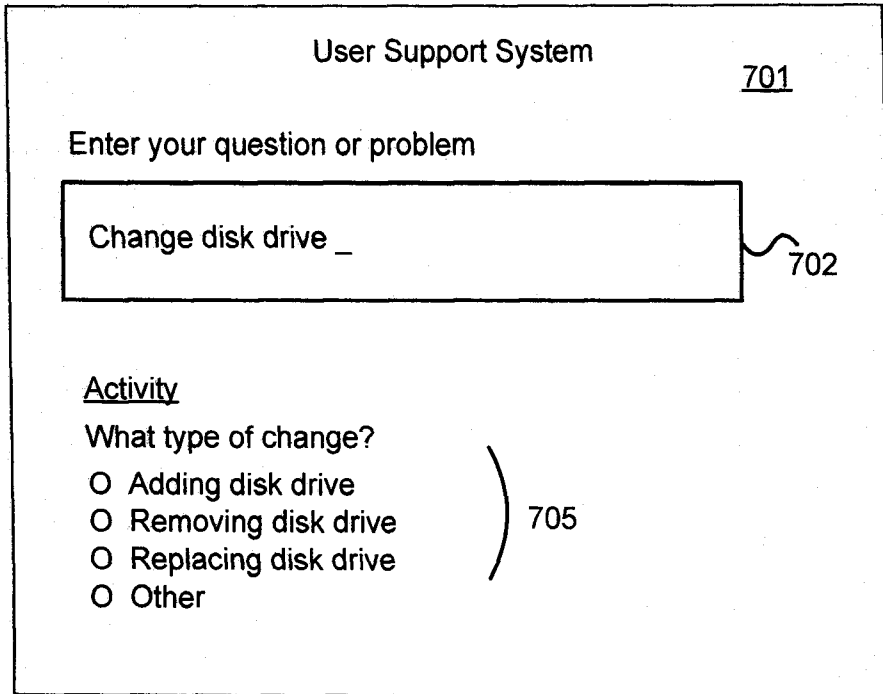 User Support System
701
Enter your question or problem
Change disk drive _
702
Activity
What type of change?
O Adding disk drive
O Removing disk drive
O Replacing disk drive
O Other
705